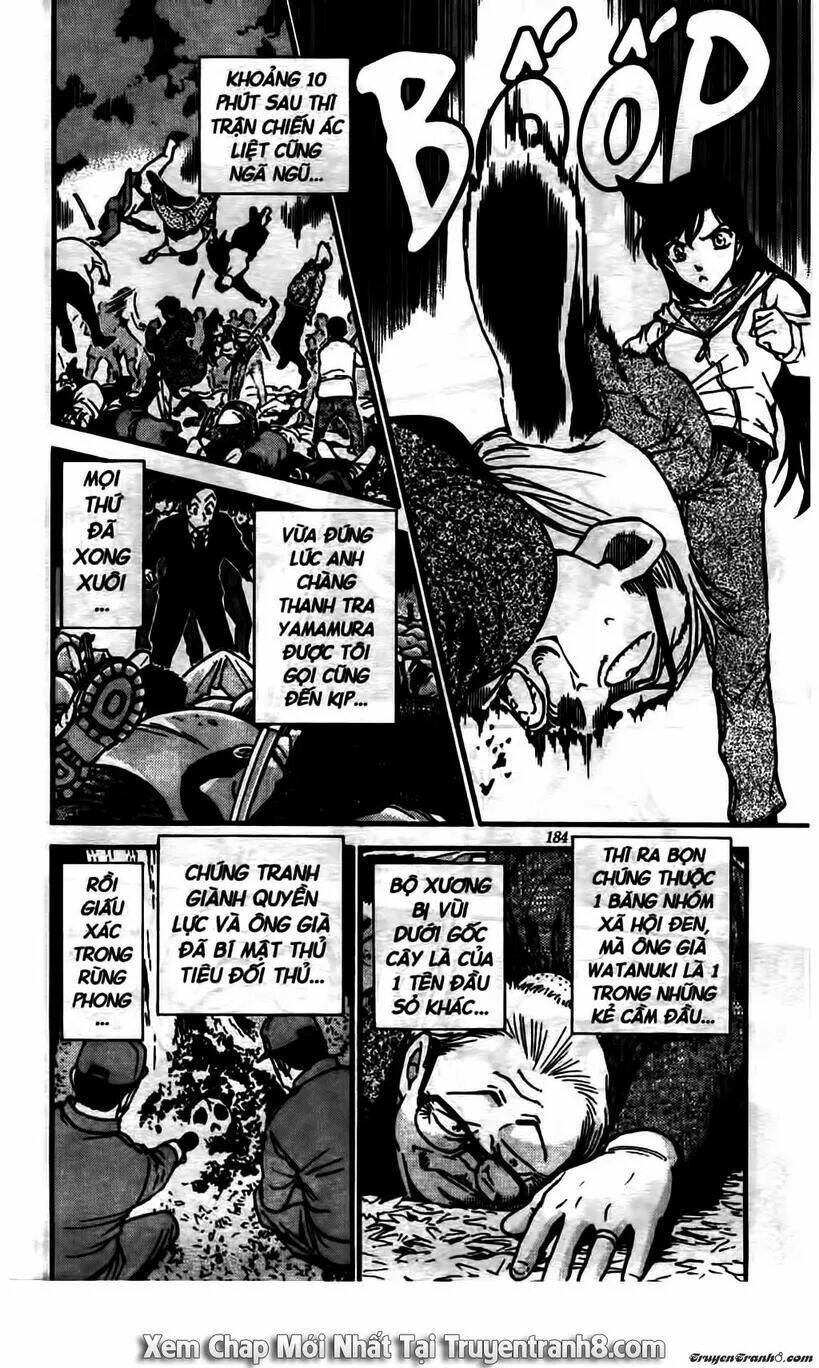 BỐỐP
KHOẢNG 10
PHÚT SAU THÌ
TRẬN CHIẾN ÁC
LIỆT CŨNG
NGÃ NGŨ...
VỪA ĐÚNG
LÚC ANH
CHÀNG
THANH TRA
YAMAMURA
ĐƯỢC TÔI
GỌI CŨNG
ĐẾN KỊP...
MỌI
THỨ
ĐÃ
XONG
XUÔI
...
184
THÌ RA BỌN
CHÚNG THUỘC
1 BĂNG NHÓM
XÃ HỘI ĐEN,
MÀ ÔNG GIÀ
WATANUKI LÀ 1
TRONG NHỮNG
KẺ CẦM ĐẦU...
BỘ XƯƠNG
BỊ VÙI
DƯỚI GỐC
CÂY LÀ CỦA
1 TÊN ĐẦU
SỎ KHÁC...
CHÚNG TRANH
GIÀNH QUYỀN
LỰC VÀ ÔNG GIÀ
ĐÃ BÍ MẬT THỦ
TIÊU ĐỐI THỦ...
RỒI
GIẤU
XÁC
TRONG
RỪNG
PHONG
...
Xem Chap Mới Nhất Tại Truyentranh8.com
TruyenTranh8.com